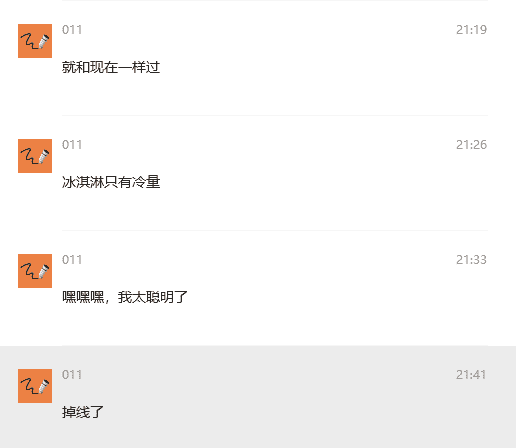 011 21:19
就和现在一样过
011 21:26
冰淇淋只有冷量
011 21:33
嘿嘿嘿，我太聪明了
011 21:41
掉线了